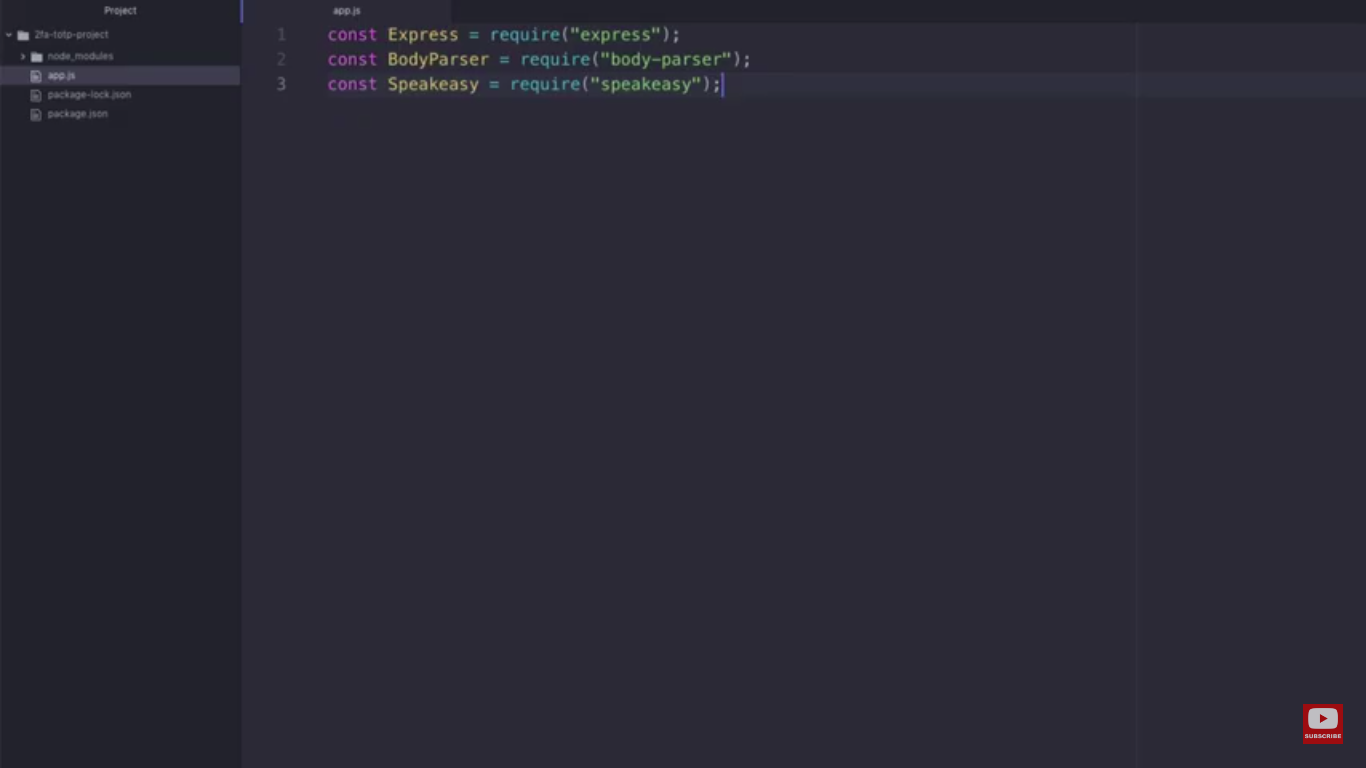 Project
2fa-totp-project
node_modules
app.js
package-lock.json
package.json
app.js
1 const Express = require("express");
2 const BodyParser = require("body-parser");
3 const Speakeasy = require("speakeasy");
SUBSCRIBE